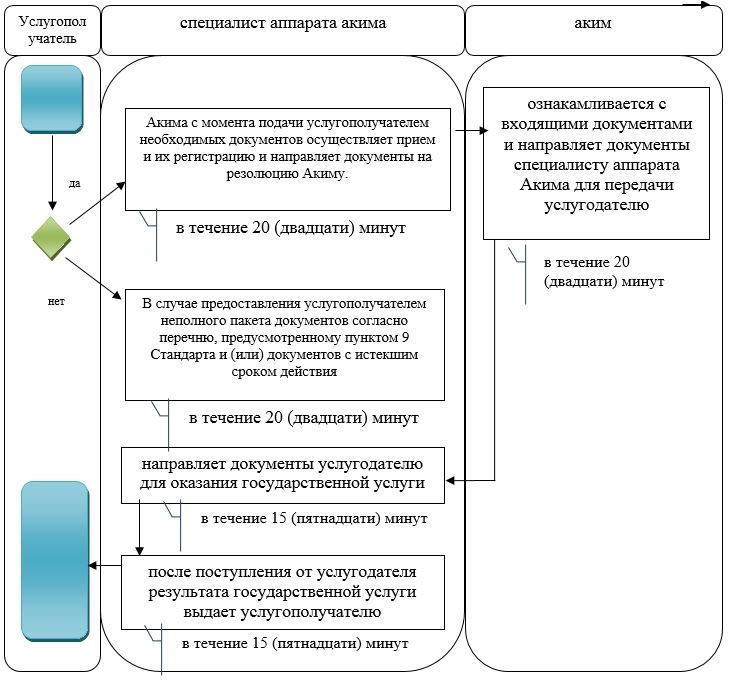 Услугопол
учатель
специалист аппарата акима
аким
Акима с момента подачи услугополучателем
необходимых документов осуществляет прием
и их регистрацию и направляет документы на
резолюцию Акиму.
в течение 20 (двадцати) минут
ознакамливается с
входящими документами
и направляет документы
специалисту аппарата
Акима для передачи
услугодателю
в течение 20
(двадцати) минут
да
нет
В случае предоставления услугополучателем
неполного пакета документов согласно
перечню, предусмотренному пунктом 9
Стандарта и (или) документов с истекшим
сроком действия
в течение 20 (двадцати) минут
направляет документы услугодателю
для оказания государственной услуги
в течение 15 (пятнадцати) минут
после поступления от услугодателя
результата государственной услуги
выдает услугополучателю
в течение 15 (пятнадцати) минут